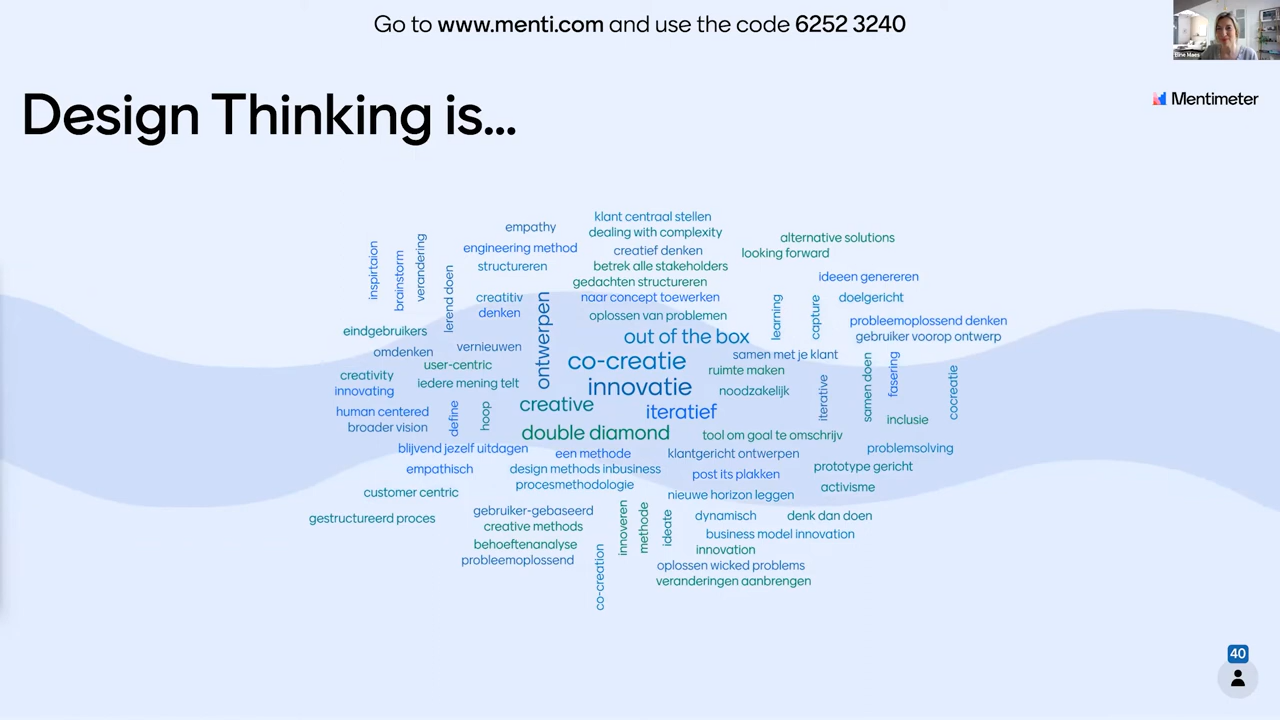 Go to www.menti.com and use the code 6252 3240
Eline Maes
Mentimeter
Design Thinking is...
klant centraal stellen
empathy
dealing with complexity
alternative solutions
engineering method
creatief denken
looking forward
inspirtaion
brainstorm
verandering
structureren
betrek alle stakeholders
ideeen genereren
gedachten structureren
lerend doen
creatitiv
denken
ontwerpen
naar concept toewerken
learning
capture
doelgericht
oplossen van problemen
probleemoplossend denken
eindgebruikers
out of the box
gebruiker voorop ontwerp
omdenken
vernieuwen
co-creatie
samen met je klant
user-centric
ruimte maken
creativity
iedere mening telt
innovatie
noodzakelijk
iterative
samen doen
fasering
cocreatie
innovating
creative
iteratief
human centered
define
hoop
inclusie
broader vision
double diamond
tool om goal te omschrijv
blijvend jezelf uitdagen
een methode
klantgericht ontwerpen
problemsolving
empathisch
design methods inbusiness
post its plakken
prototype gericht
procesmethodologie
activisme
customer centric
nieuwe horizon leggen
gestructureerd proces
gebruiker-gebaseerd
innoveren
methode
ideate
dynamisch
denk dan doen
creative methods
business model innovation
behoeftenanalyse
innovation
probleemoplossend
co-creation
oplossen wicked problems
veranderingen aanbrengen
40